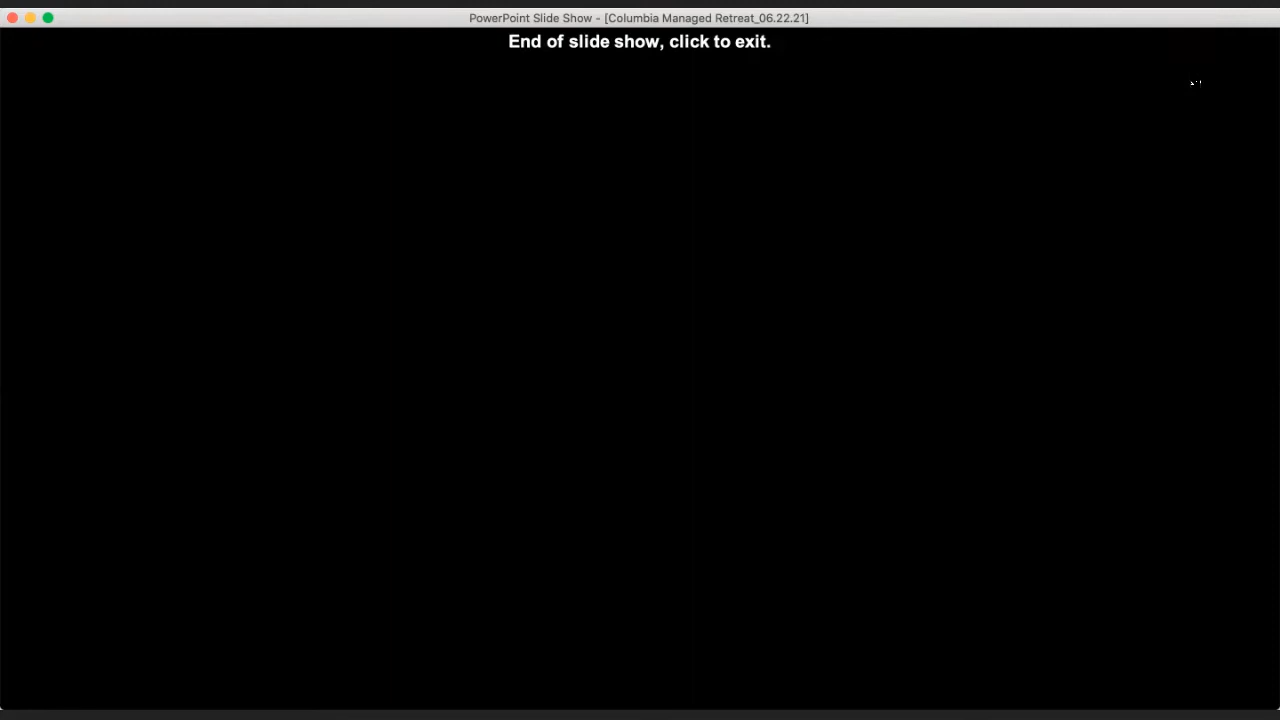 PowerPoint Slide Show - [Columbia Managed Retreat_06.22.21]
End of slide show, click to exit.